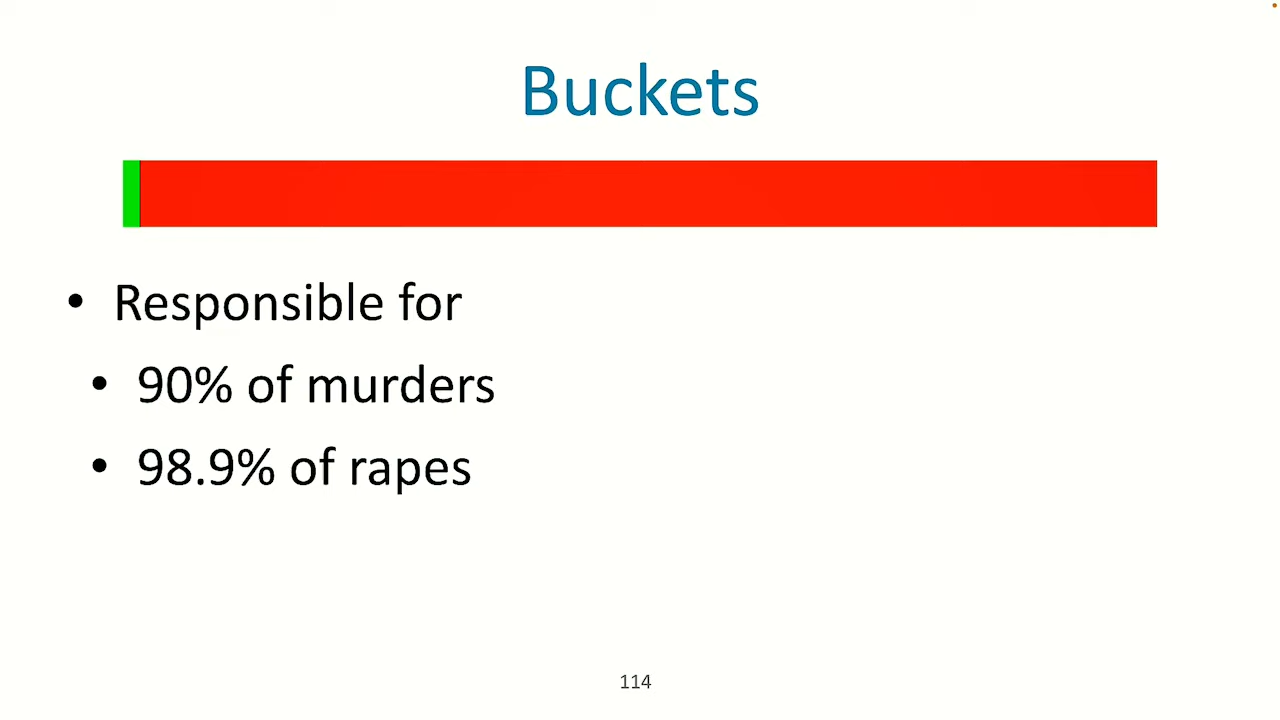 Buckets
• Responsible for
• 90% of murders
• 98.9% of rapes
114